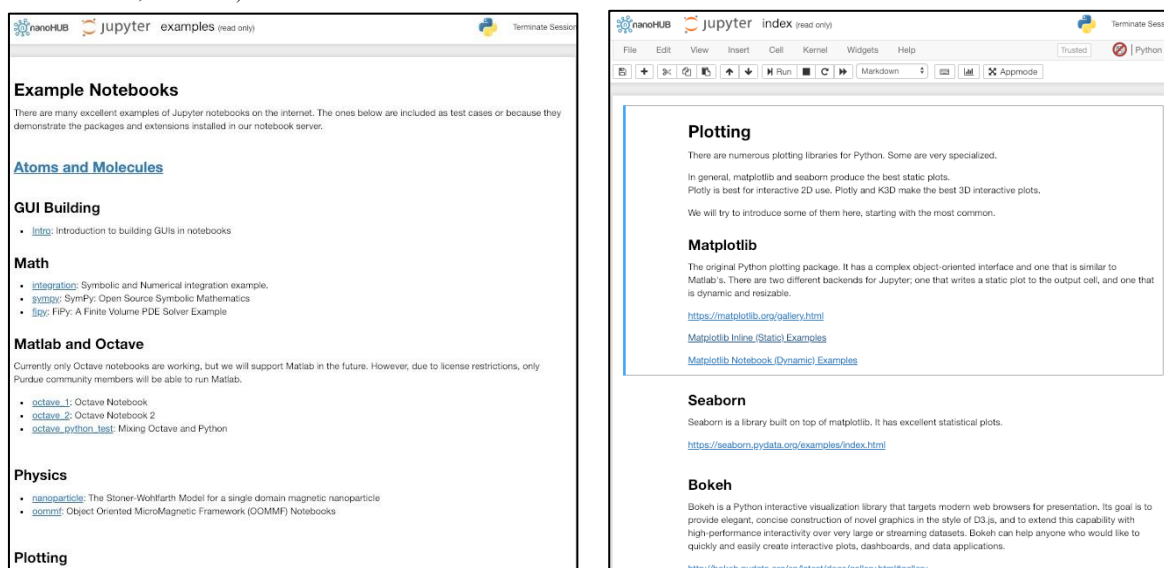 nanoHUB jupyter examples (read only) Terminate Session
Example Notebooks
There are many excellent examples of Jupyter notebooks on the internet. The ones below are included as test cases or because they
demonstrate the packages and extensions installed in our notebook server.
Atoms and Molecules
GUI Building
• Intro: Introduction to building GUIs in notebooks
Math
• integration: Symbolic and Numerical integration example.
• sympy: SymPy: Open Source Symbolic Mathematics
• fipy: FiPy: A Finite Volume PDE Solver Example
Matlab and Octave
Currently only Octave notebooks are working, but we will support Matlab in the future. However, due to license restrictions, only
Purdue community members will be able to run Matlab.
• octave_1: Octave Notebook
• octave_2: Octave Notebook 2
• octave_python_test: Mixing Octave and Python
Physics
• nanoparticle: The Stoner-Wohlfarth Model for a single domain magnetic nanoparticle
• oommf: Object Oriented MicroMagnetic Framework (OOMMF) Notebooks
Plotting
nanoHUB jupyter index (read only) Terminate Sess
File Edit View Insert Cell Kernel Widgets Help Trusted Python
Run Markdown Appmode
Plotting
There are numerous plotting libraries for Python. Some are very specialized.
In general, matplotlib and seaborn produce the best static plots.
Plotly is best for interactive 2D use. Plotly and K3D make the best 3D interactive plots.
We will try to introduce some of them here, starting with the most common.
Matplotlib
The original Python plotting package. It has a complex object-oriented interface and one that is similar to
Matlab's. There are two different backends for Jupyter; one that writes a static plot to the output cell, and one that
is dynamic and resizable.
https://matplotlib.org/gallery.html
Matplotlib Inline (Static) Examples
Matplotlib Notebook (Dynamic) Examples
Seaborn
Seaborn is a library built on top of matplotlib. It has excellent statistical plots.
https://seaborn.pydata.org/examples/index.html
Bokeh
Bokeh is a Python interactive visualization library that targets modern web browsers for presentation. Its goal is to
provide elegant, concise construction of novel graphics in the style of D3.js, and to extend this capability with
high-performance interactivity over very large or streaming datasets. Bokeh can help anyone who would like to
quickly and easily create interactive plots, dashboards, and data applications.